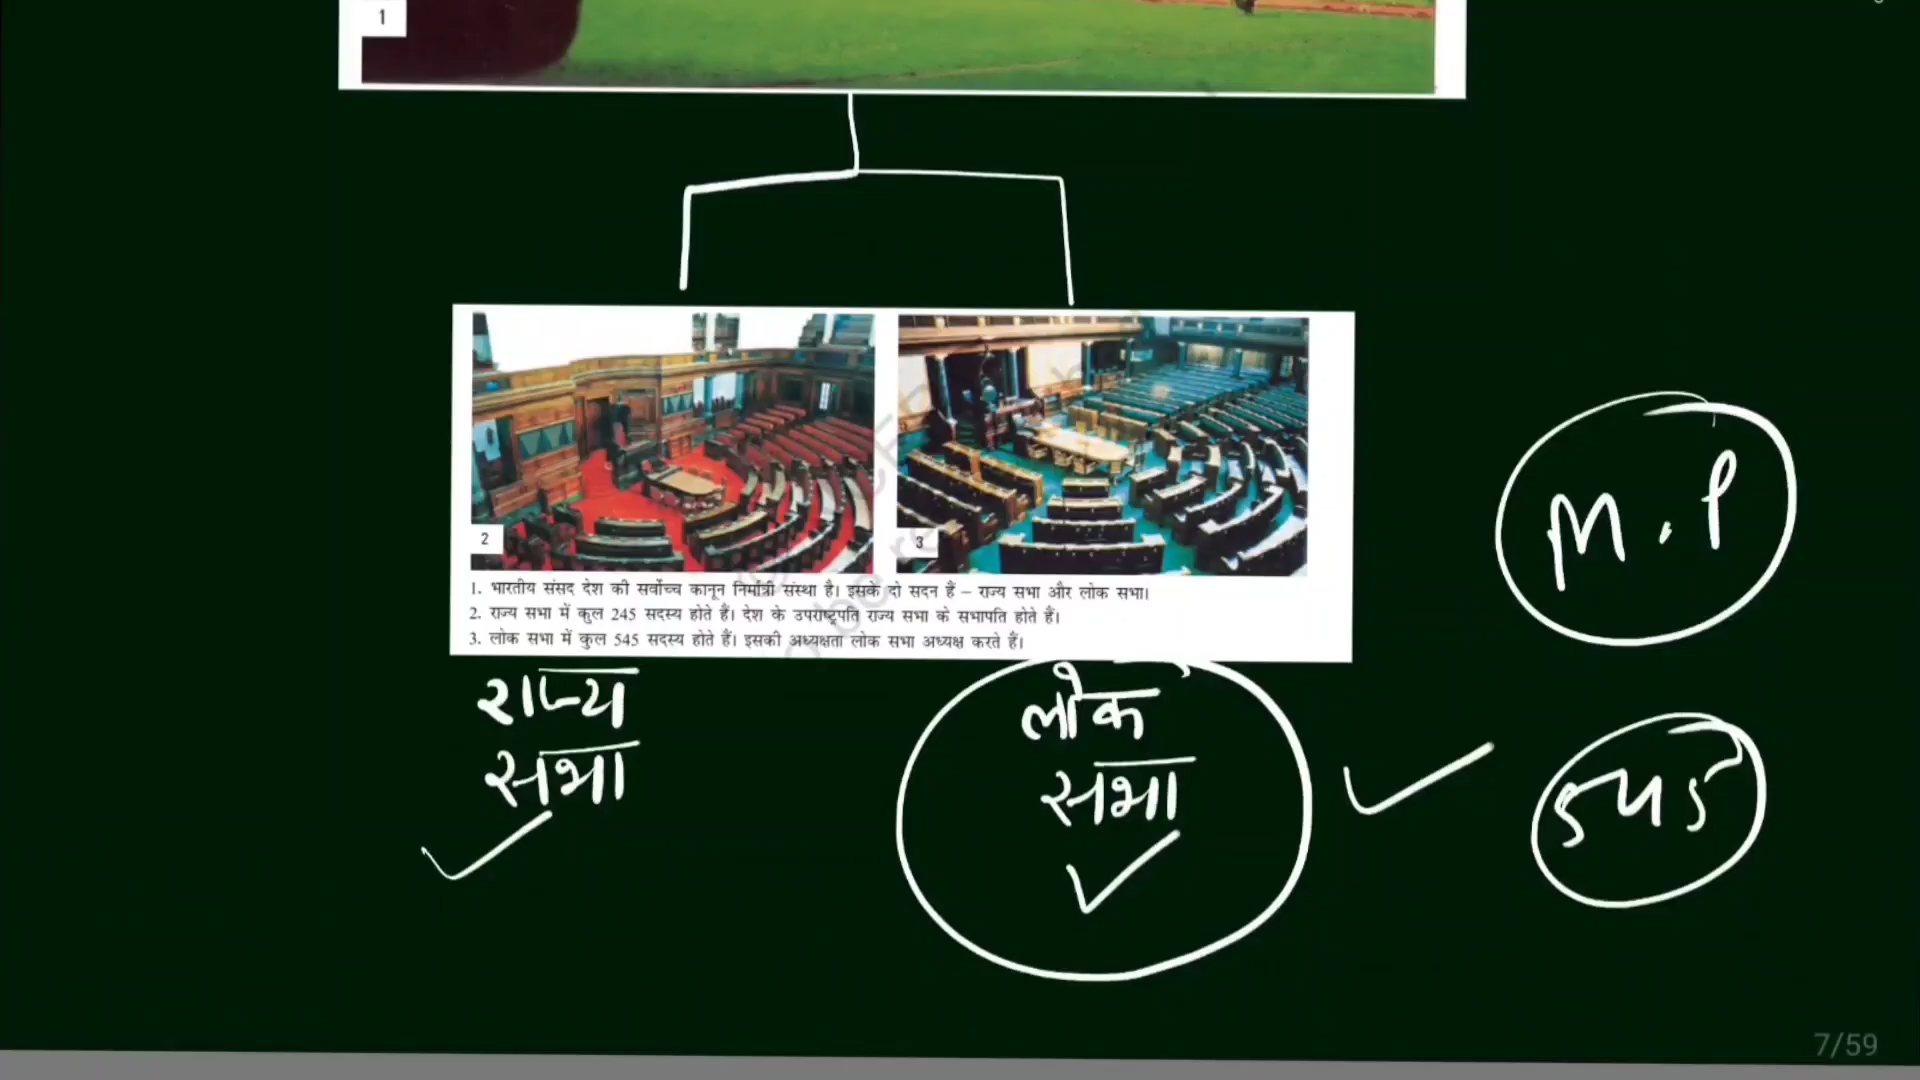 1
2
3
1. भारतीय संसद देश की सर्वोच्च कानून निर्मात्री संस्था है। इसके दो सदन हैं – राज्य सभा और लोक सभा।
2. राज्य सभा में कुल 245 सदस्य होते हैं। देश के उपराष्ट्रपति राज्य सभा के सभापति होते हैं।
3. लोक सभा में कुल 545 सदस्य होते हैं। इसकी अध्यक्षता लोक सभा अध्यक्ष करते हैं।
राज्य
सभा
लोक
सभा
M.P
7/59